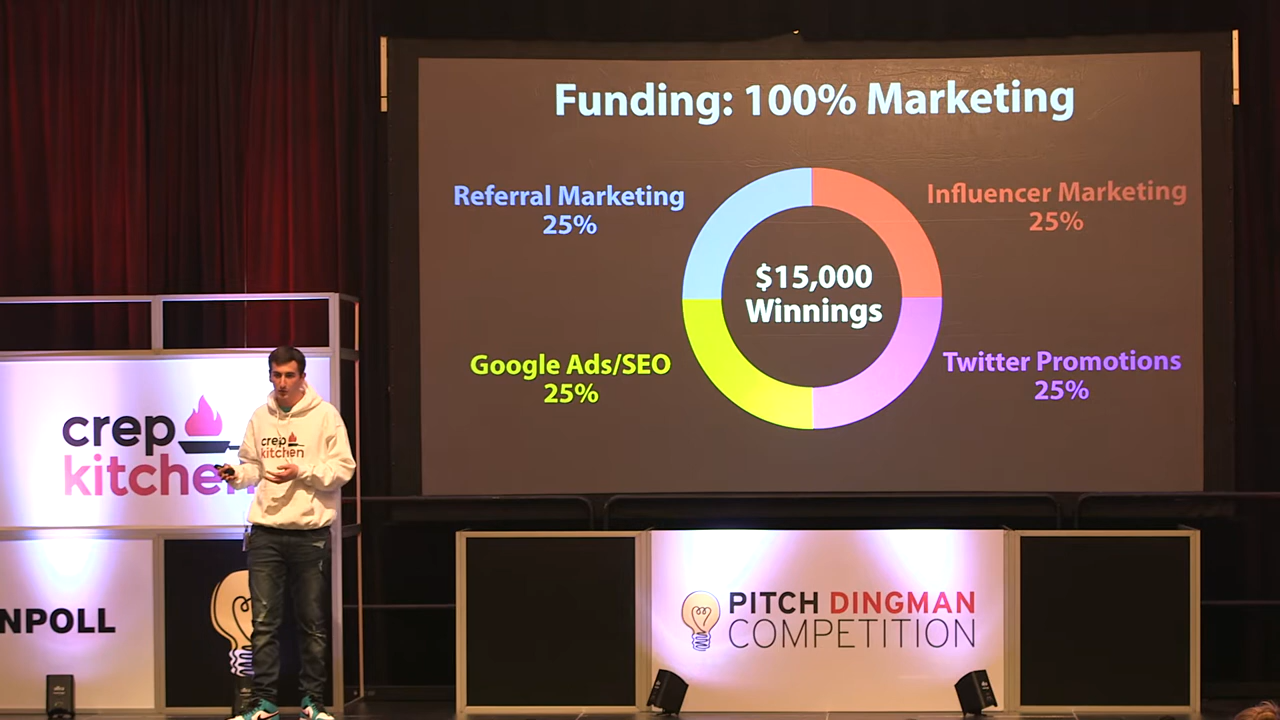 Funding: 100% Marketing
Referral Marketing
25%
Influencer Marketing
25%
$15,000
Winnings
Google Ads/SEO
25%
Twitter Promotions
25%
crep
kitchen
crep
kitchen
NPOLL
PITCH DINGMAN
COMPETITION